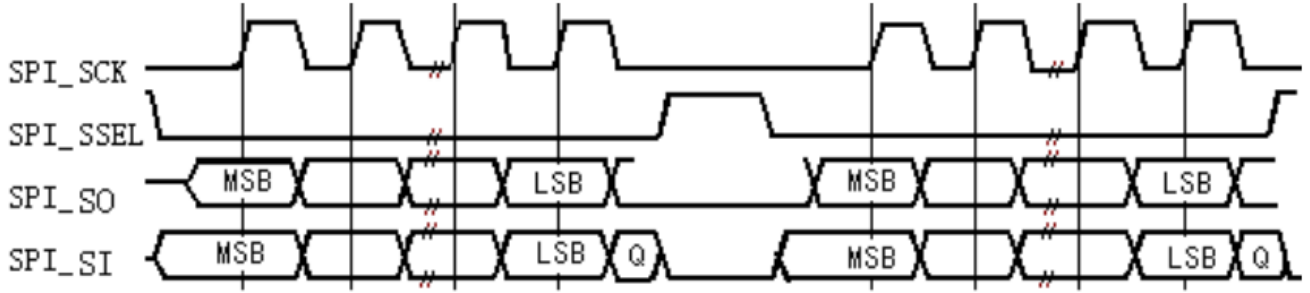 SPI_SCK
SPI_SSEL
SPI_SO MSB LSB MSB LSB
SPI_SI MSB LSB Q MSB LSB Q